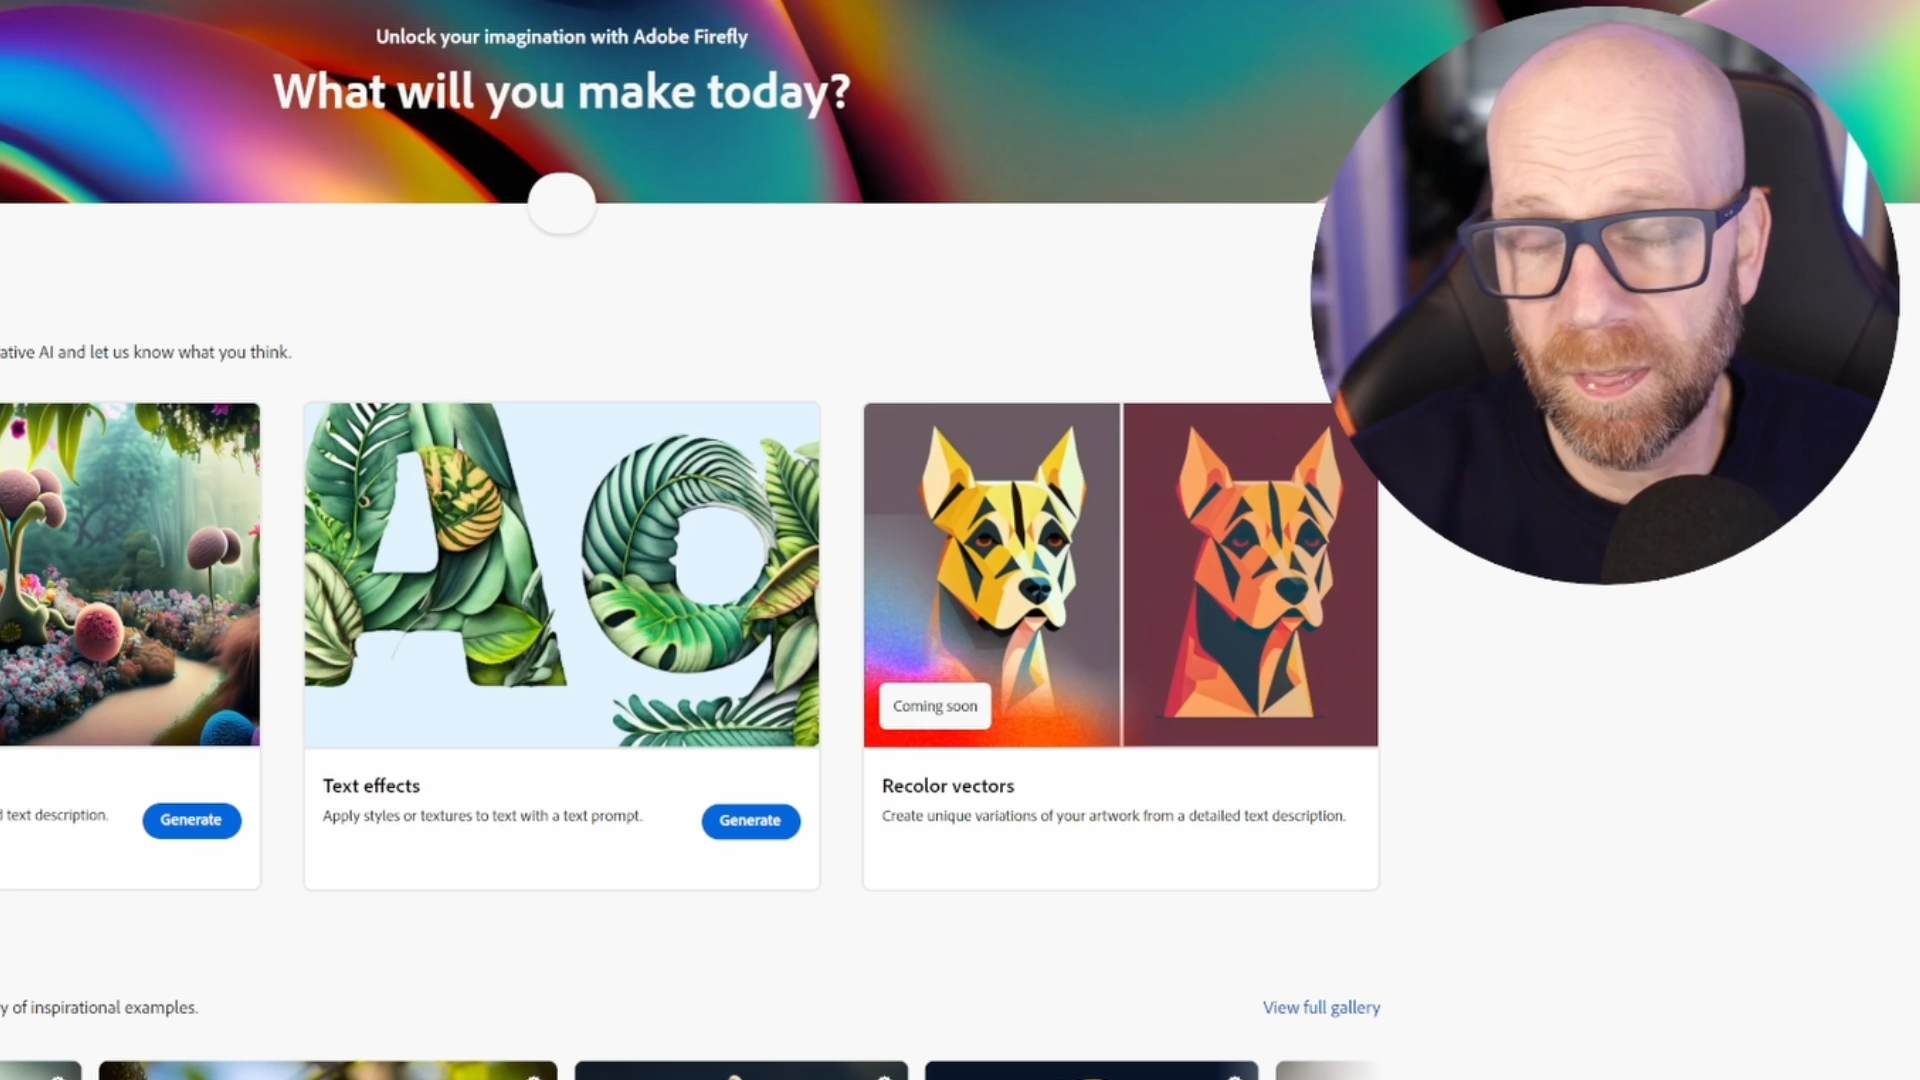 Unlock your imagination with Adobe Firefly
What will you make today?
ative AI and let us know what you think.
Ag
Coming soon
text description.
Generate
Text effects
Apply styles or textures to text with a text prompt.
Generate
Recolor vectors
Create unique variations of your artwork from a detailed text description.
y of inspirational examples.
View full gallery